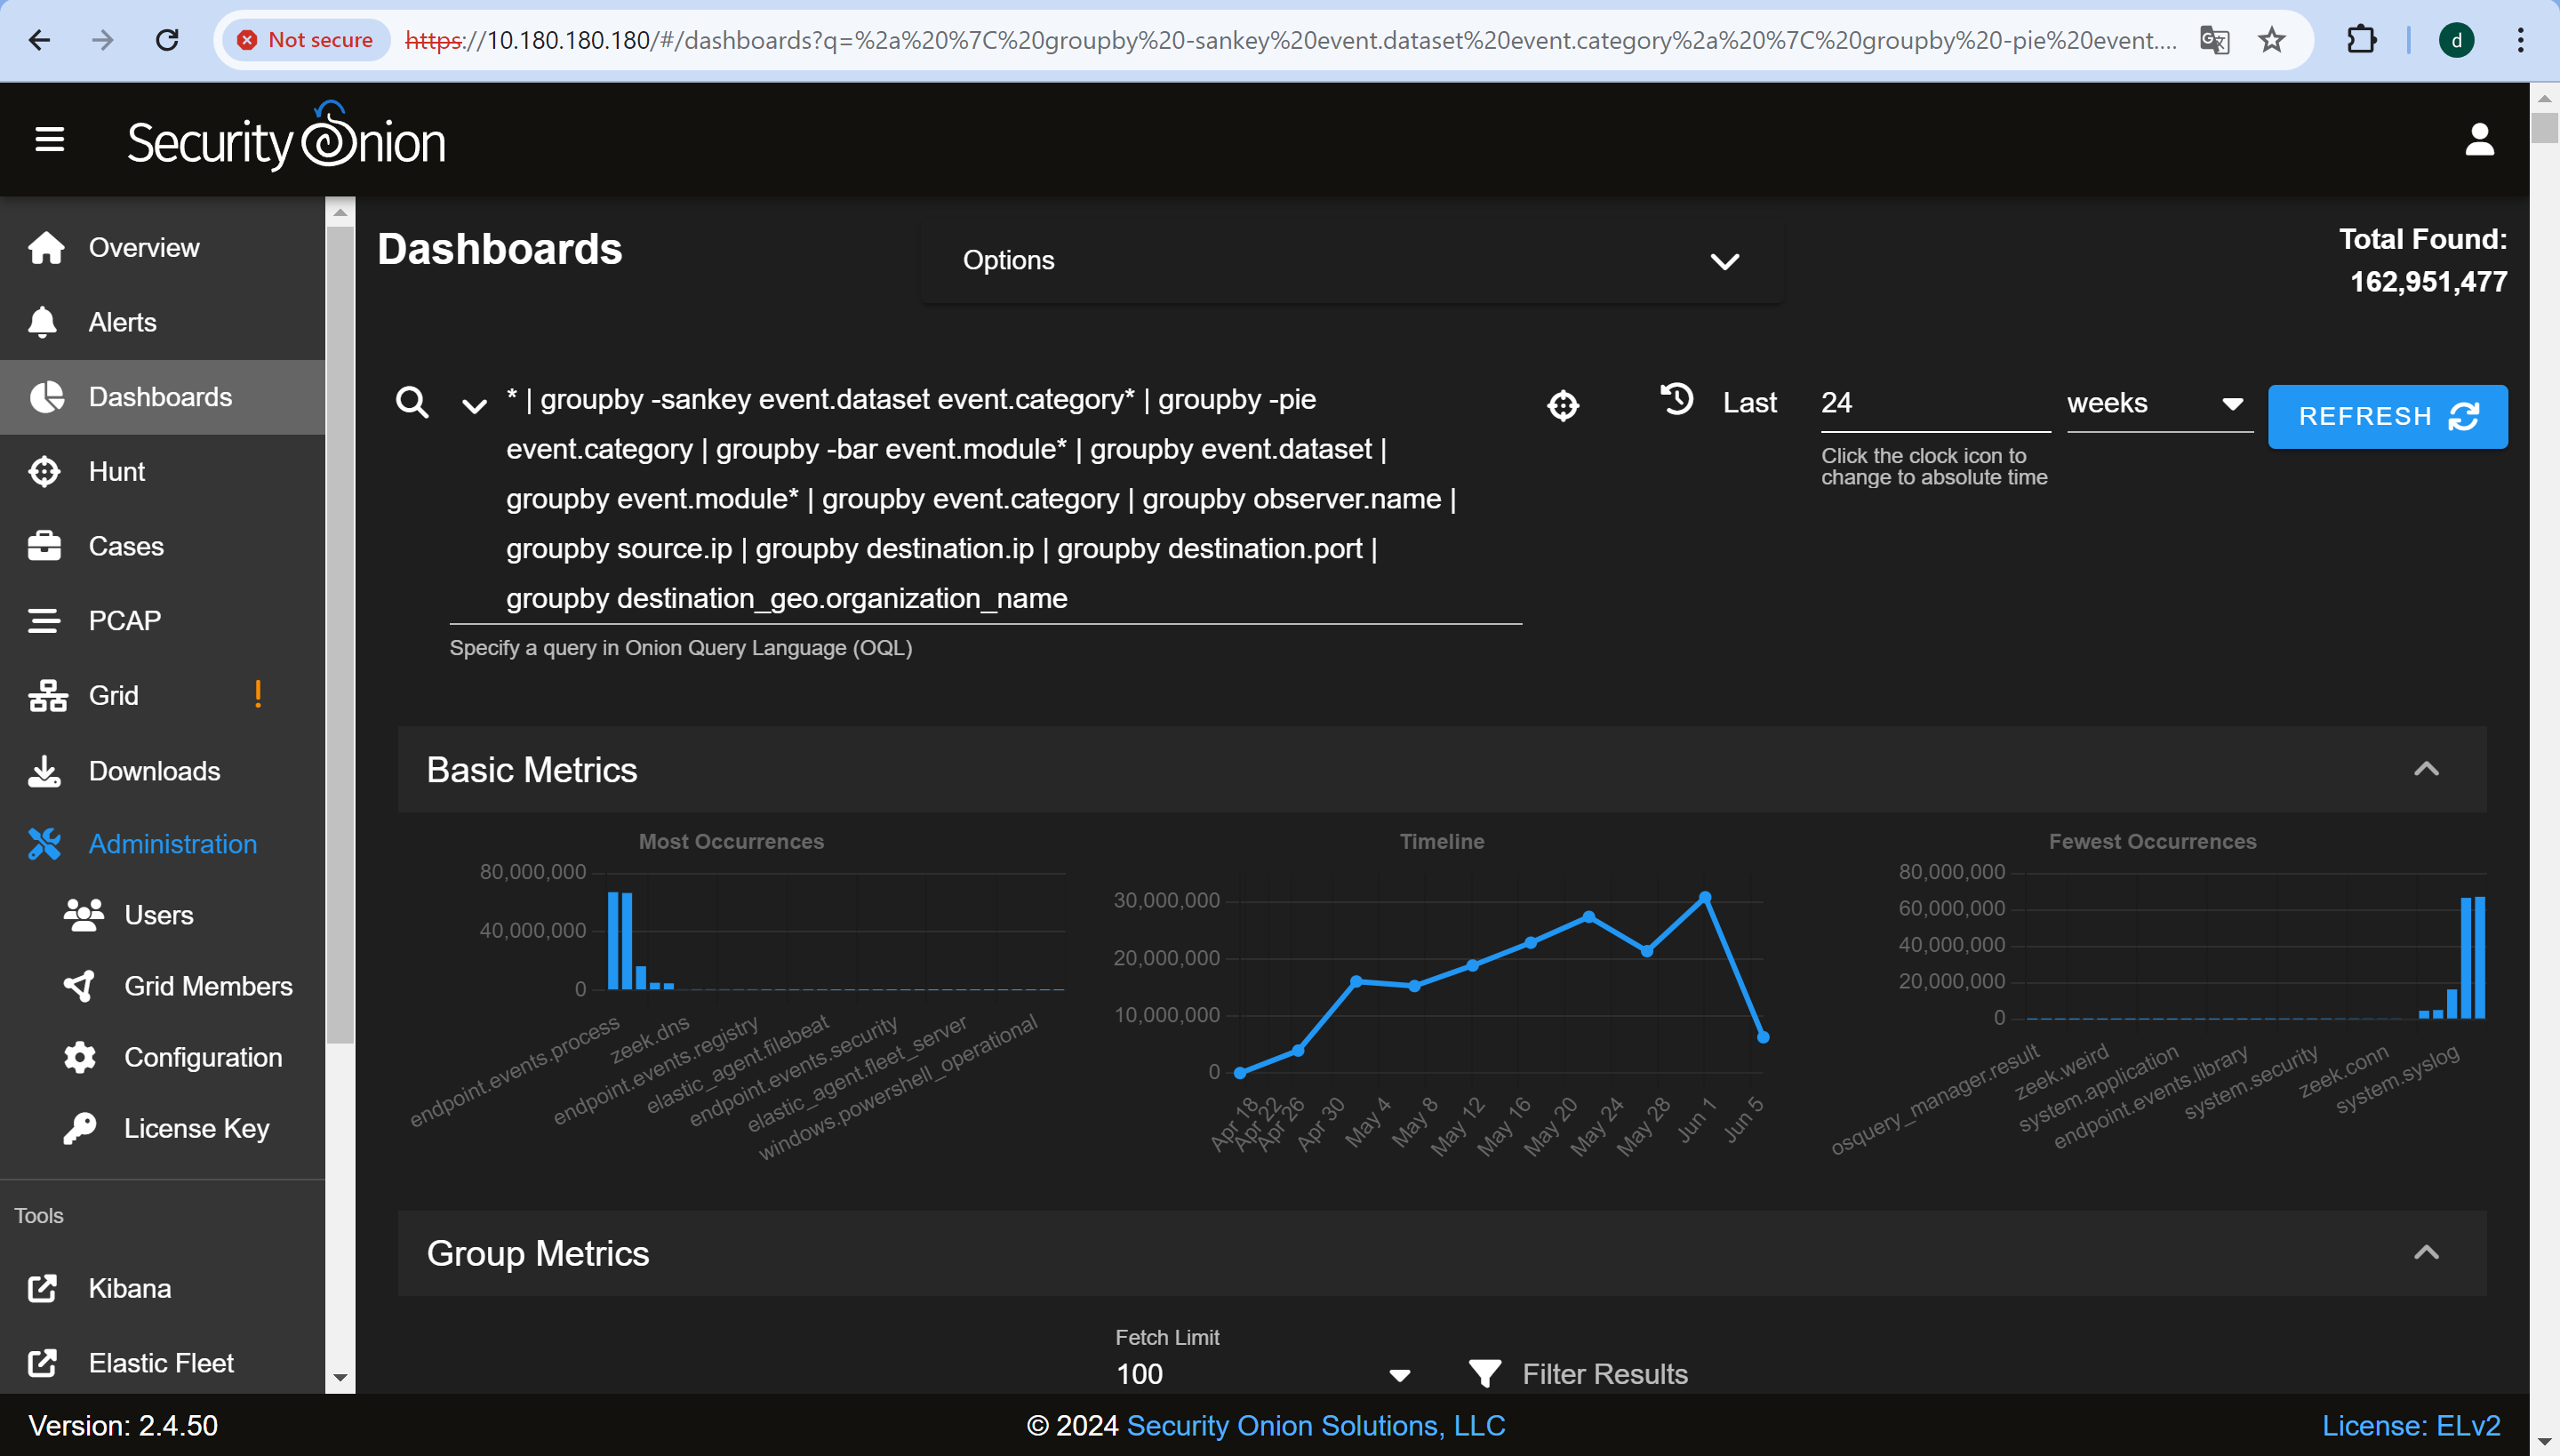 Not secure
https://10.180.180.180/#/dashboards?q=%2a%20%7C%20groupby%20-sankey%20event.dataset%20event.category%2a%20%7C%20groupby%20-pie%20event....
d
Security Onion
Overview
Alerts
Dashboards
Hunt
Cases
PCAP
Grid
!
Downloads
Administration
Users
Grid Members
Configuration
License Key
Tools
Kibana
Elastic Fleet
Dashboards
Options
Total Found:
162,951,477
* | groupby -sankey event.dataset event.category* | groupby -pie
event.category | groupby -bar event.module* | groupby event.dataset |
groupby event.module* | groupby event.category | groupby observer.name |
groupby source.ip | groupby destination.ip | groupby destination.port |
groupby destination_geo.organization_name
Specify a query in Onion Query Language (OQL)
Last
24
weeks
Click the clock icon to
change to absolute time
REFRESH
Basic Metrics
Most Occurrences
80,000,000
40,000,000
0
endpoint.events.process
zeek.dns
endpoint.events.registry
elastic_agent.filebeat
endpoint.events.security
elastic_agent.fleet_server
windows.powershell_operational
Timeline
30,000,000
20,000,000
10,000,000
0
Apr 18
Apr 22
Apr 26
Apr 30
May 4
May 8
May 12
May 16
May 20
May 24
May 28
Jun 1
Jun 5
Fewest Occurrences
80,000,000
60,000,000
40,000,000
20,000,000
0
osquery_manager.result
zeek.weird
system.application
endpoint.events.library
system.security
zeek.conn
system.syslog
Group Metrics
Fetch Limit
100
Filter Results
Version: 2.4.50
© 2024 Security Onion Solutions, LLC
License: ELv2